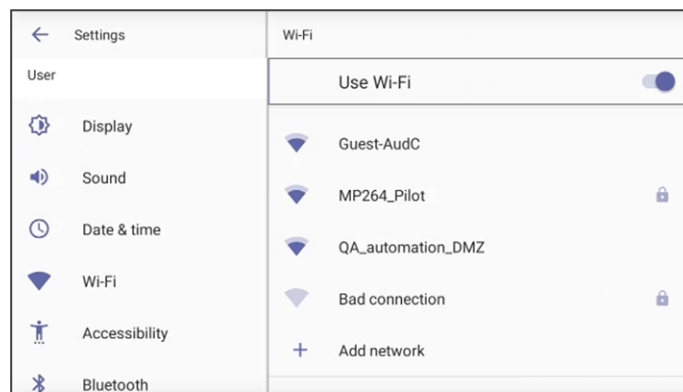 Settings
User
Display
Sound
Date & time
Wi-Fi
Accessibility
Bluetooth
Wi-Fi
Use Wi-Fi
Guest-AudC
MP264_Pilot
QA_automation_DMZ
Bad connection
Add network